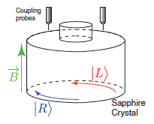 Coupling
probes
B
|L⟩
|R⟩
Sapphire
Crystal